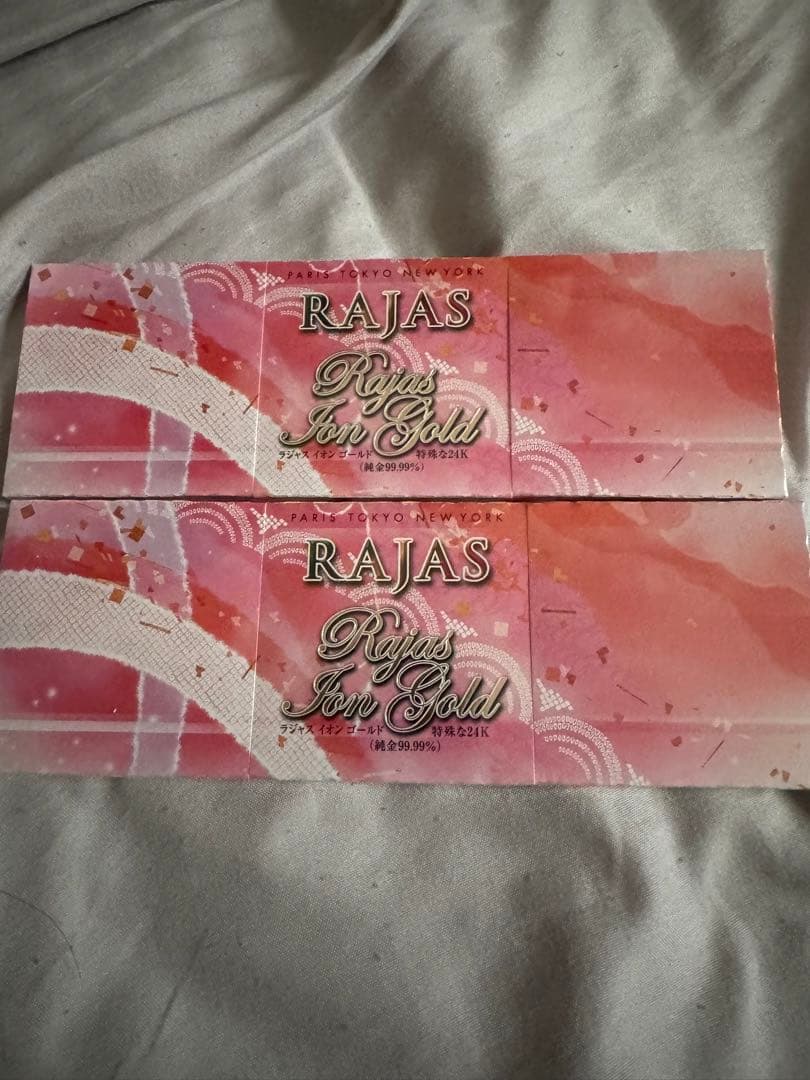 PARIS TOKYO NEW YORK
RAJAS
Rajas
Ion Gold
ラジャス イオン ゴールド 特殊な24K
(純金99.99%)
PARIS TOKYO NEW YORK
RAJAS
Rajas
Ion Gold
ラジャス イオン ゴールド 特殊な24K
(純金99.99%)